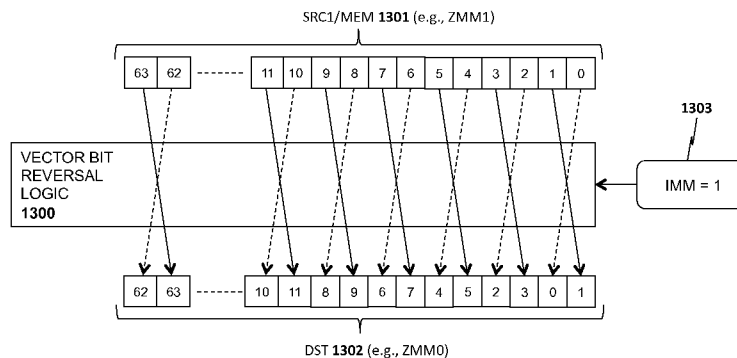 SRC1/MEM 1301 (e.g., ZMM1)
63 62 11 10 9 8 7 6 5 4 3 2 1 0
1303
VECTOR BIT
REVERSAL
LOGIC
1300
IMM = 1
62 63 10 11 8 9 6 7 4 5 2 3 0 1
DST 1302 (e.g., ZMM0)